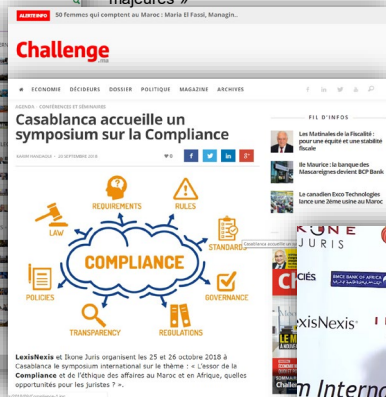 majeures »
ALERTE INFO 50 femmes qui comptent au Maroc : Maria El Fassi, Managin..
Challenge
.ma
ECONOMIE DÉCIDEURS DOSSIER POLITIQUE MAGAZINE ARCHIVES
AGENDA CONFÉRENCES ET SÉMINAIRES
Casablanca accueille un
symposium sur la Compliance
20 SEPTEMBRE 2018
0
REQUIREMENTS
RULES
LAW
STANDARDS
COMPLIANCE
POLICIES
GOVERNANCE
TRANSPARENCY
REGULATIONS
LexisNexis et Ikone Juris organisent les 25 et 26 octobre 2018 à
Casablanca le symposium international sur le thème : « L'essor de la
Compliance et de l'éthique des affaires au Maroc et en Afrique, quelles
opportunités pour les juristes ? ».
FIL D'INFOS
Les Matinales de la Fiscalité :
pour une équité et une stabilité
fiscale
Ile Maurice : la banque des
Mascareignes devient BCP Bank
Le canadien Exco Technologies
lance une 2ème usine au Maroc
KONE
JURIS
CIÉS
BMCE BANK OF AFRICA
exisNexis
n Interno